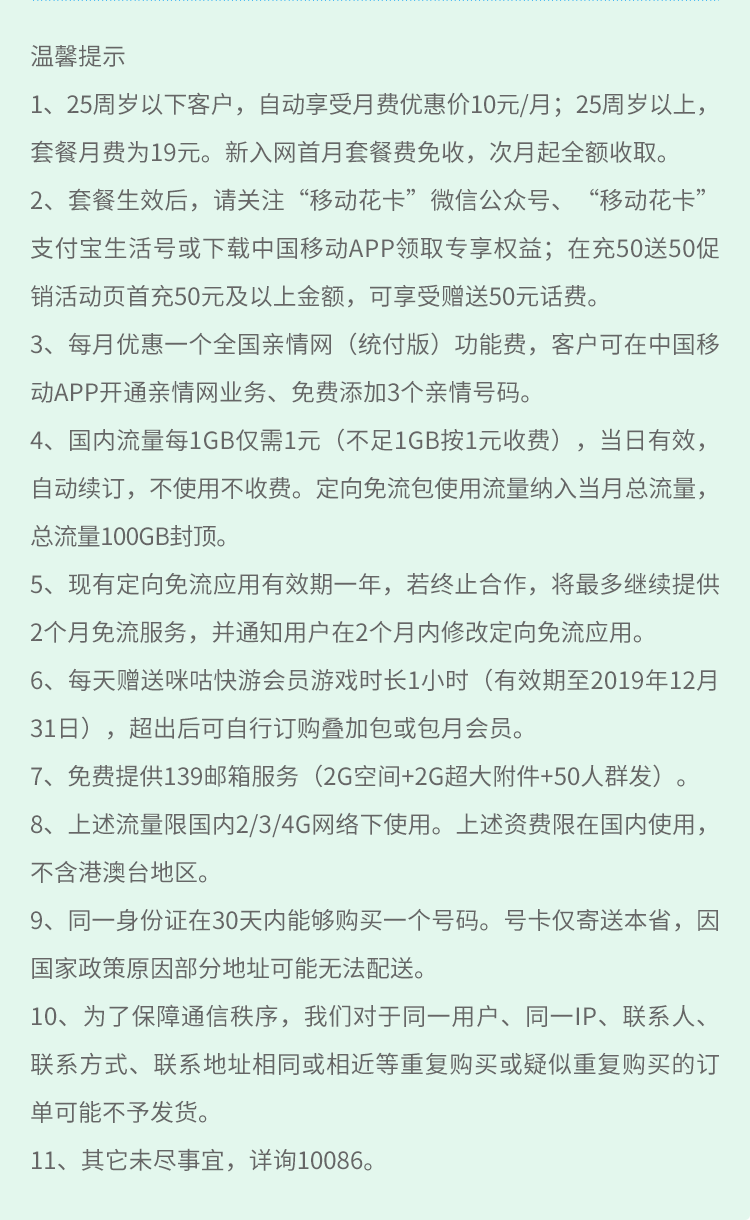 温馨提示
1、25周岁以下客户，自动享受月费优惠价10元/月；25周岁以上，
套餐月费为19元。新入网首月套餐费免收，次月起全额收取。
2、套餐生效后，请关注“移动花卡”微信公众号、“移动花卡”
支付宝生活号或下载中国移动APP领取专享权益；在充50送50促
销活动页首充50元及以上金额，可享受赠送50元话费。
3、每月优惠一个全国亲情网（统付版）功能费，客户可在中国移
动APP开通亲情网业务、免费添加3个亲情号码。
4、国内流量每1GB仅需1元（不足1GB按1元收费），当日有效，
自动续订，不使用不收费。定向免流包使用流量纳入当月总流量，
总流量100GB封顶。
5、现有定向免流应用有效期一年，若终止合作，将最多继续提供
2个月免流服务，并通知用户在2个月内修改定向免流应用。
6、每天赠送咪咕快游会员游戏时长1小时（有效期至2019年12月
31日），超出后可自行订购叠加包或包月会员。
7、免费提供139邮箱服务（2G空间+2G超大附件+50人群发）。
8、上述流量限国内2/3/4G网络下使用。上述资费限在国内使用，
不含港澳台地区。
9、同一身份证在30天内能够购买一个号码。号卡仅寄送本省，因
国家政策原因部分地址可能无法配送。
10、为了保障通信秩序，我们对于同一用户、同一IP、联系人、
联系方式、联系地址相同或相近等重复购买或疑似重复购买的订
单可能不予发货。
11、其它未尽事宜，详询10086。